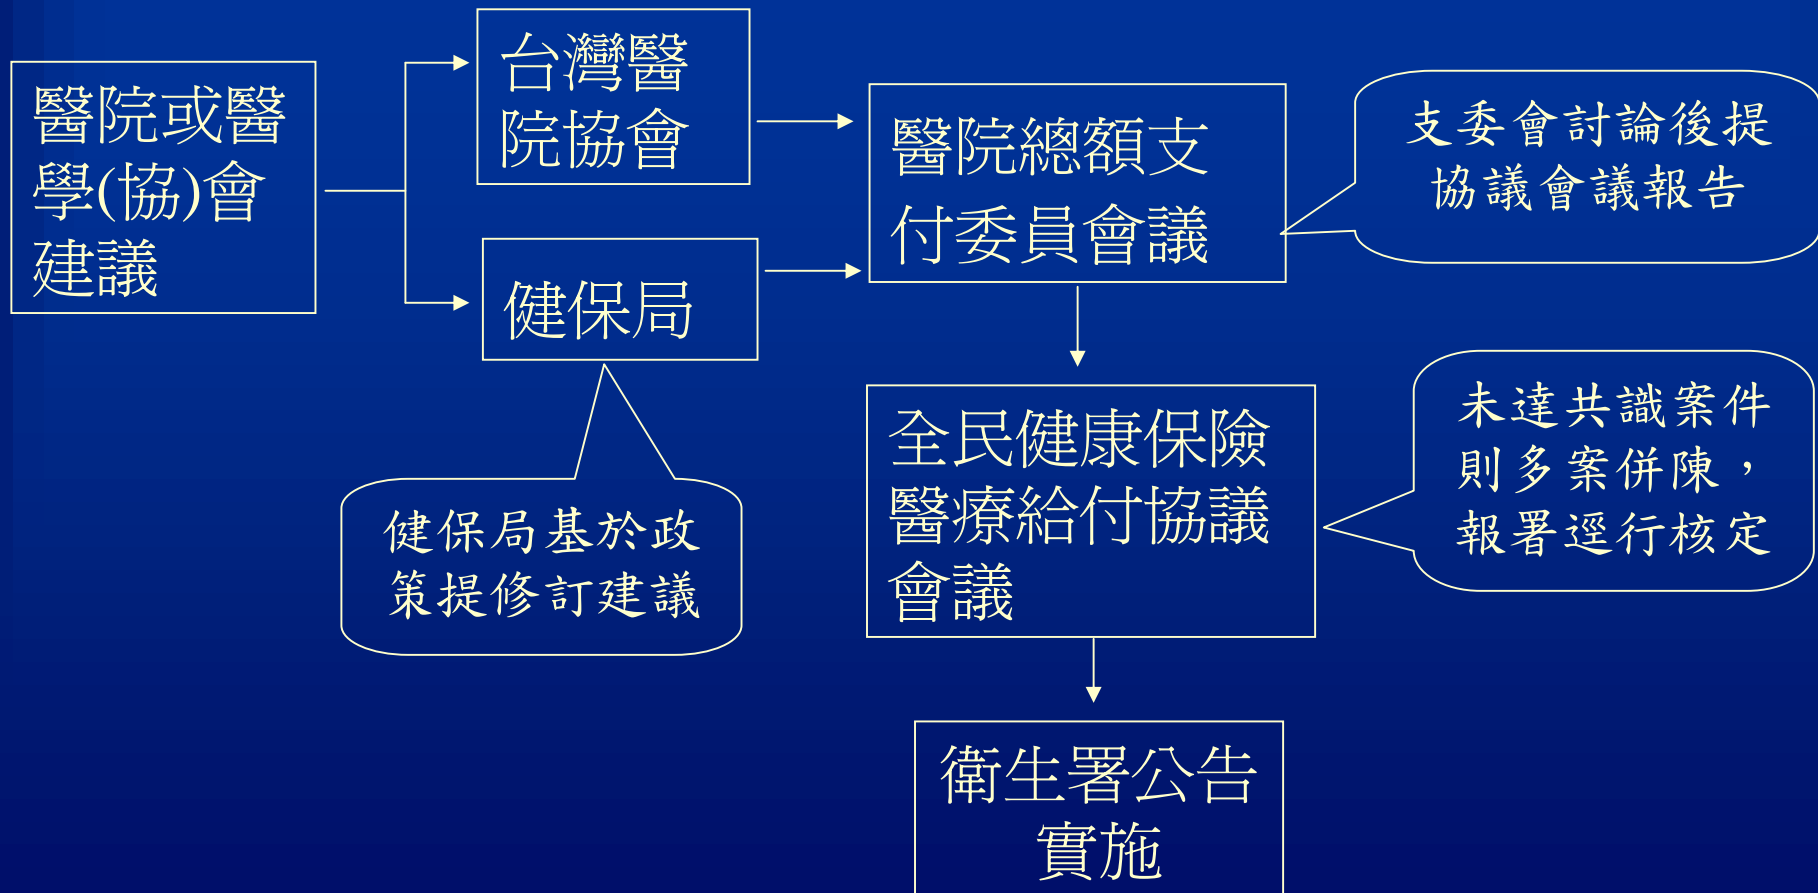 醫院或醫
學(協)會
建議
台灣醫
院協會
健保局
健保局基於政
策提修訂建議
醫院總額支
付委員會議
支委會討論後提
協議會議報告
全民健康保險
醫療給付協議
會議
未達共識案件
則多案併陳，
報署逕行核定
衛生署公告
實施